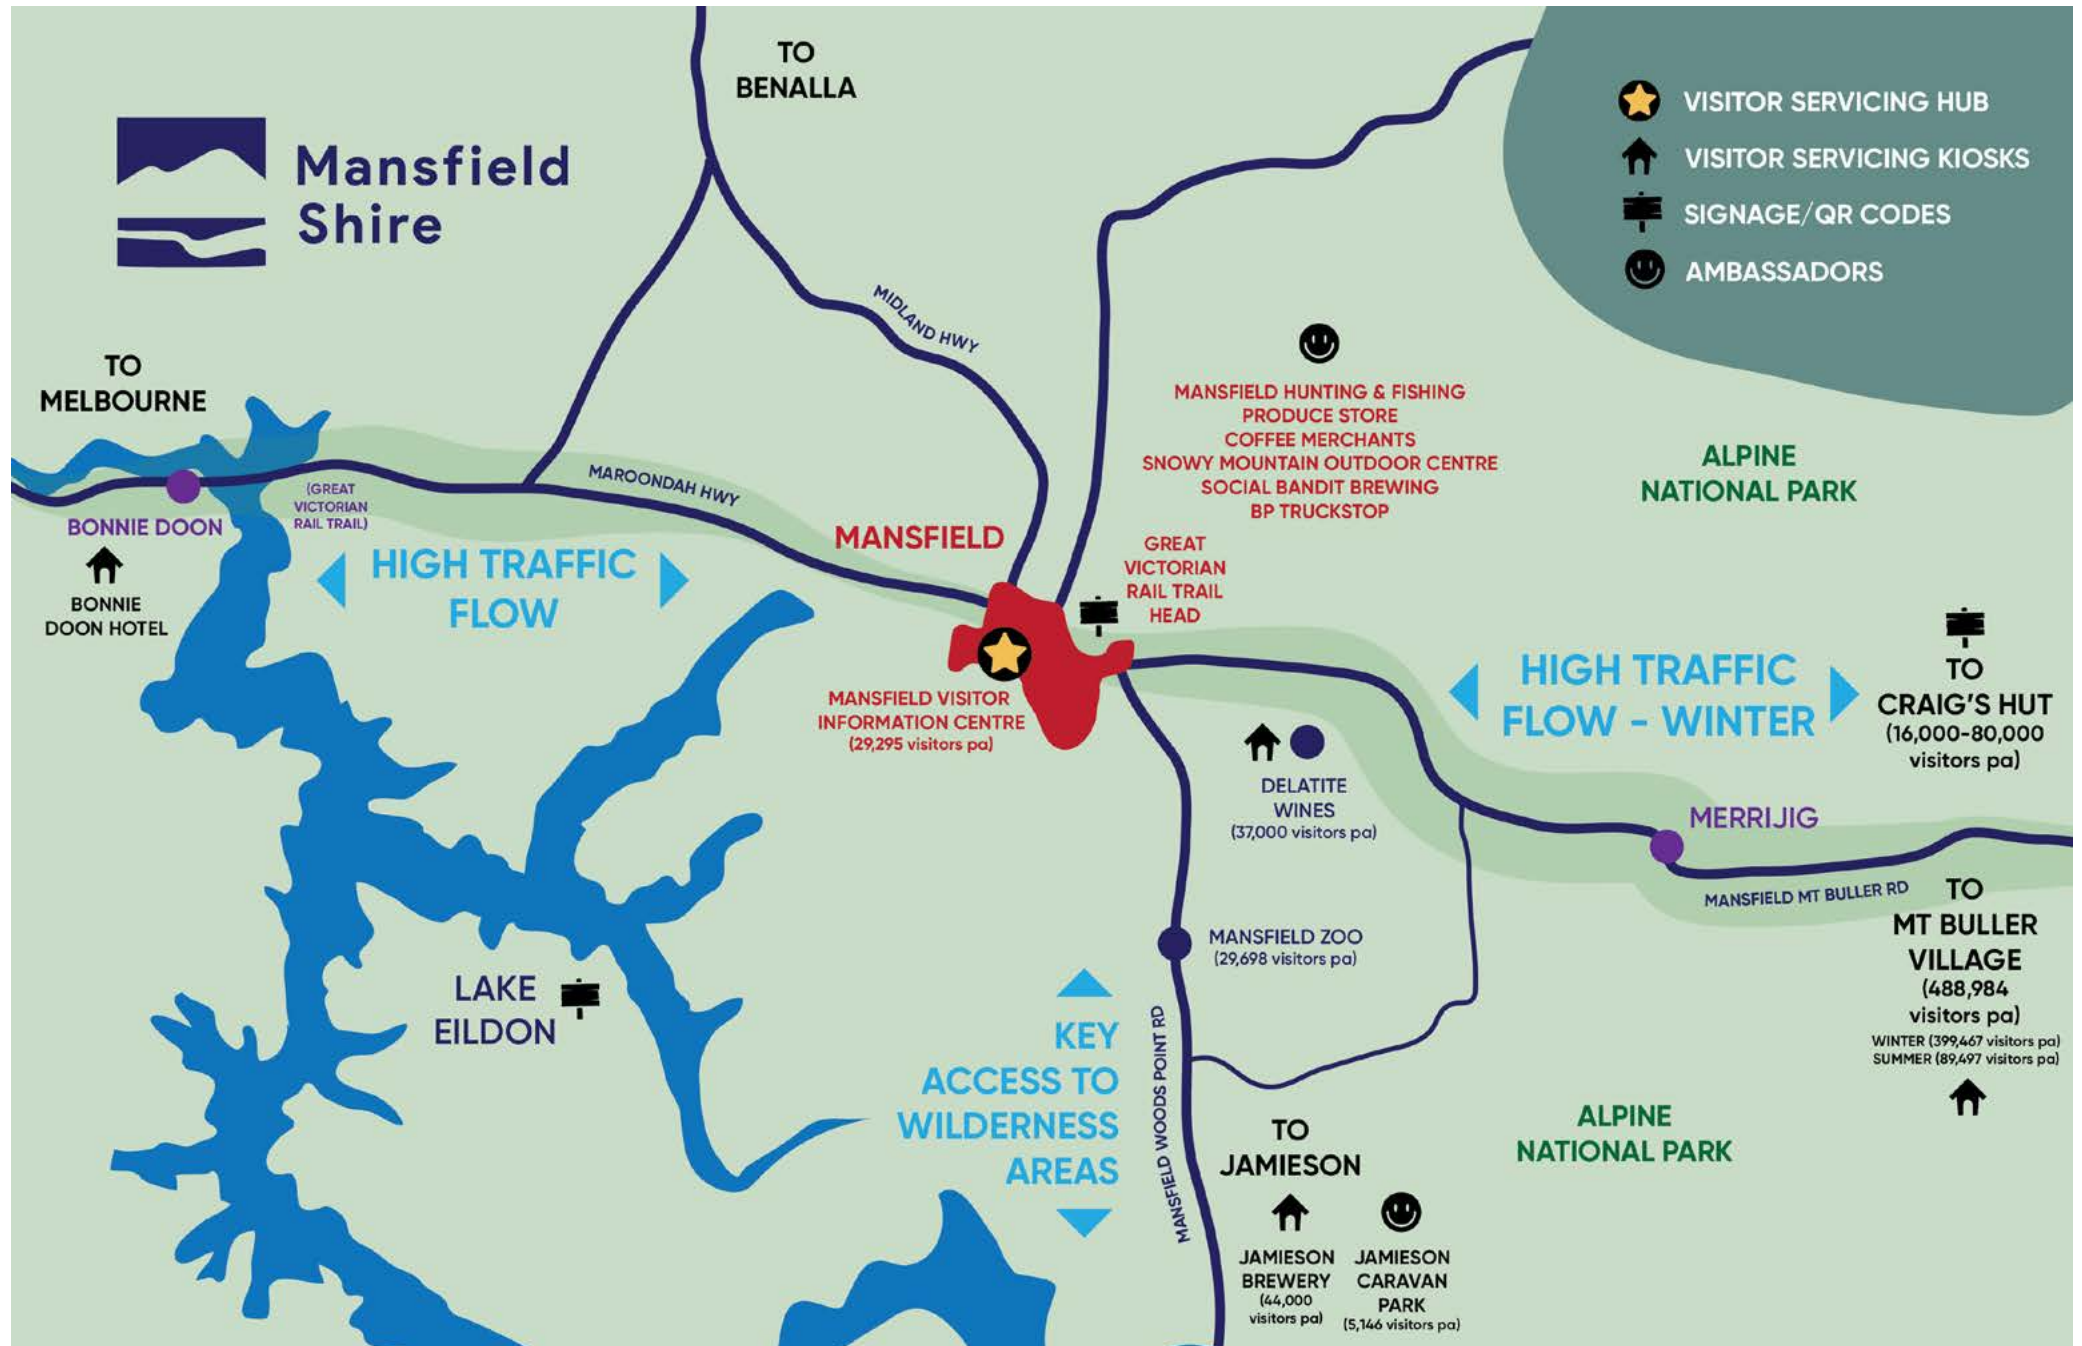 TO
BENALLA
Mansfield
Shire
VISITOR SERVICING HUB
VISITOR SERVICING KIOSKS
SIGNAGE/QR CODES
AMBASSADORS
MIDLAND HWY
TO
MELBOURNE
MANSFIELD HUNTING & FISHING
PRODUCE STORE
COFFEE MERCHANTS
SNOWY MOUNTAIN OUTDOOR CENTRE
SOCIAL BANDIT BREWING
BP TRUCKSTOP
ALPINE
NATIONAL PARK
MAROONDAH HWY
(GREAT
VICTORIAN
RAIL TRAIL)
BONNIE DOON
BONNIE
DOON HOTEL
HIGH TRAFFIC
FLOW
MANSFIELD
GREAT
VICTORIAN
RAIL TRAIL
HEAD
MANSFIELD VISITOR
INFORMATION CENTRE
(29,295 visitors pa)
HIGH TRAFFIC
FLOW - WINTER
TO
CRAIG'S HUT
(16,000-80,000
visitors pa)
DELATITE
WINES
(37,000 visitors pa)
MERRIJIG
MANSFIELD MT BULLER RD
TO
MT BULLER
VILLAGE
(488,984
visitors pa)
WINTER (399,467 visitors pa)
SUMMER (89,497 visitors pa)
MANSFIELD ZOO
(29,698 visitors pa)
LAKE
EILDON
KEY
ACCESS TO
WILDERNESS
AREAS
MANSFIELD WOODS POINT RD
TO
JAMIESON
JAMIESON
BREWERY
(44,000
visitors pa)
JAMIESON
CARAVAN
PARK
(5,146 visitors pa)
ALPINE
NATIONAL PARK